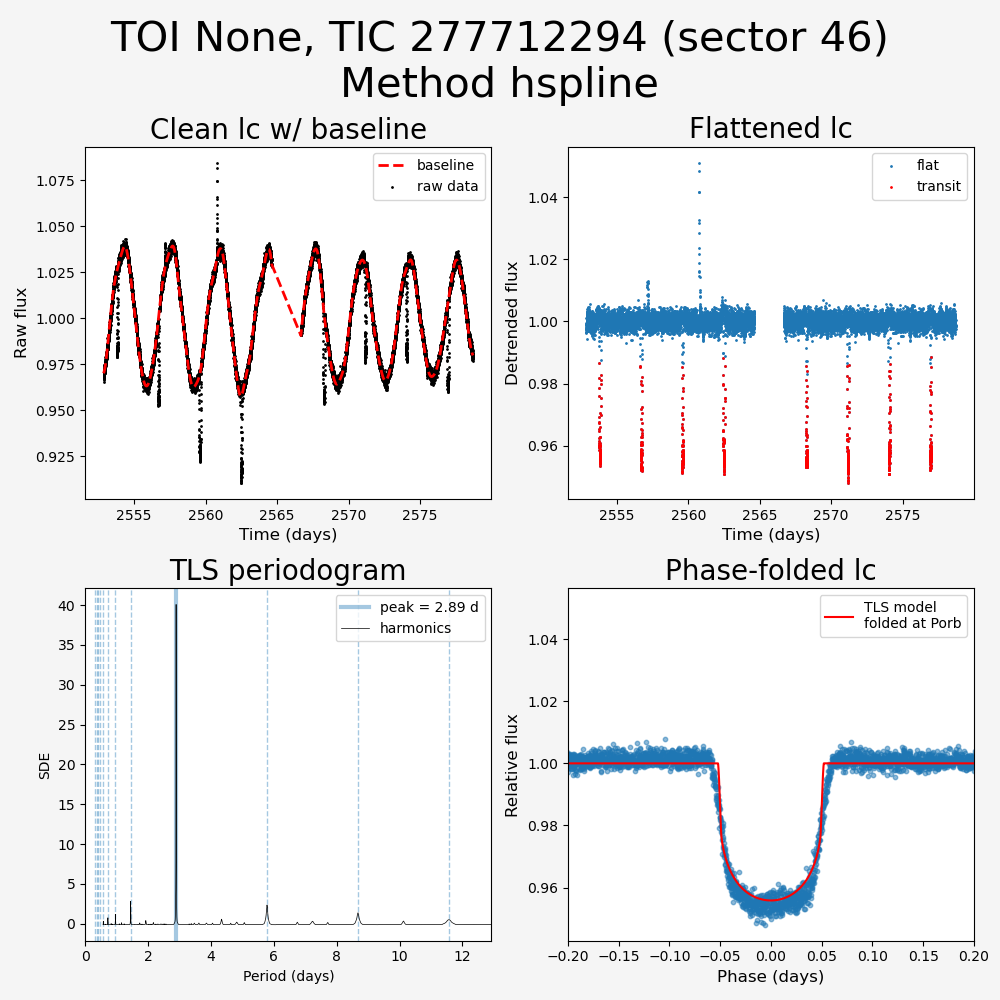 TOI None, TIC 277712294 (sector 46)
Method hspline
Clean lc w/ baseline
baseline
raw data
1.075
1.050
1.025
1.000
0.975
0.950
0.925
Raw flux
2555 2560 2565 2570 2575
Time (days)
Flattened lc
flat
transit
1.04
1.02
1.00
0.98
0.96
Detrended flux
2555 2560 2565 2570 2575
Time (days)
TLS periodogram
peak = 2.89 d
harmonics
40
35
30
25
20
15
10
5
0
SDE
0 2 4 6 8 10 12
Period (days)
Phase-folded lc
TLS model
folded at Porb
1.04
1.02
1.00
0.98
0.96
Relative flux
−0.20 −0.15 −0.10 −0.05 0.00 0.05 0.10 0.15 0.20
Phase (days)